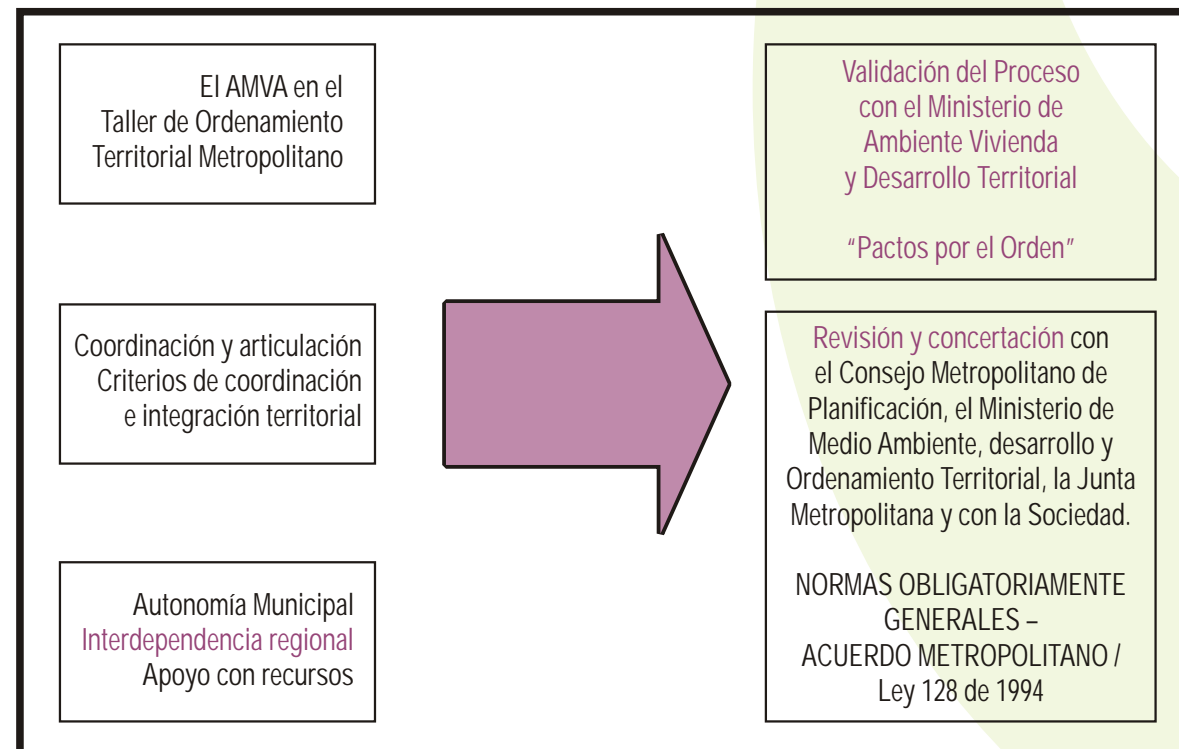 El AMVA en el
Taller de Ordenamiento
Territorial Metropolitano
Coordinación y articulación
Criterios de coordinación
e integración territorial
Autonomía Municipal
Interdependencia regional
Apoyo con recursos
Validación del Proceso
con el Ministerio de
Ambiente Vivienda
y Desarrollo Territorial
“Pactos por el Orden”
Revisión y concertación con
el Consejo Metropolitano de
Planificación, el Ministerio de
Medio Ambiente, desarrollo y
Ordenamiento Territorial, la Junta
Metropolitana y con la Sociedad.
NORMAS OBLIGATORIAMENTE
GENERALES –
ACUERDO METROPOLITANO /
Ley 128 de 1994